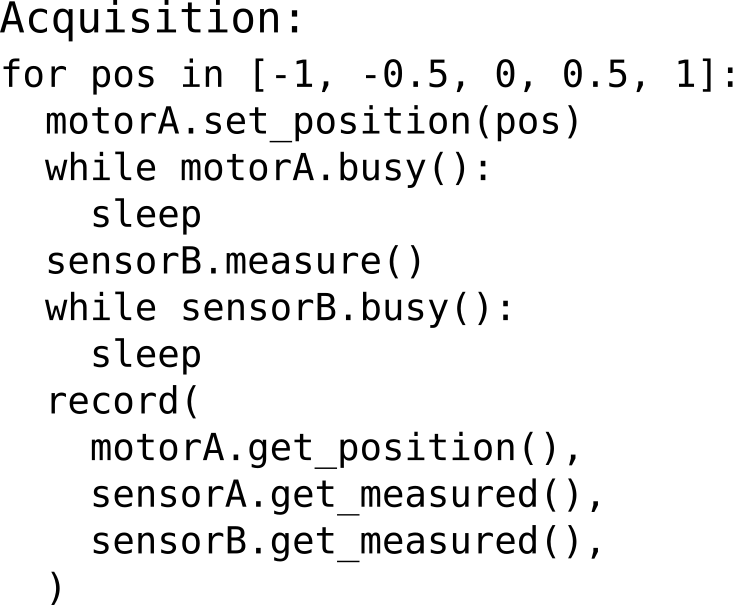 Acquisition:
for pos in [-1, -0.5, 0, 0.5, 1]:
  motorA.set_position(pos)
  while motorA.busy():
    sleep
  sensorB.measure()
  while sensorB.busy():
    sleep
  record(
    motorA.get_position(),
    sensorA.get_measured(),
    sensorB.get_measured(),
  )